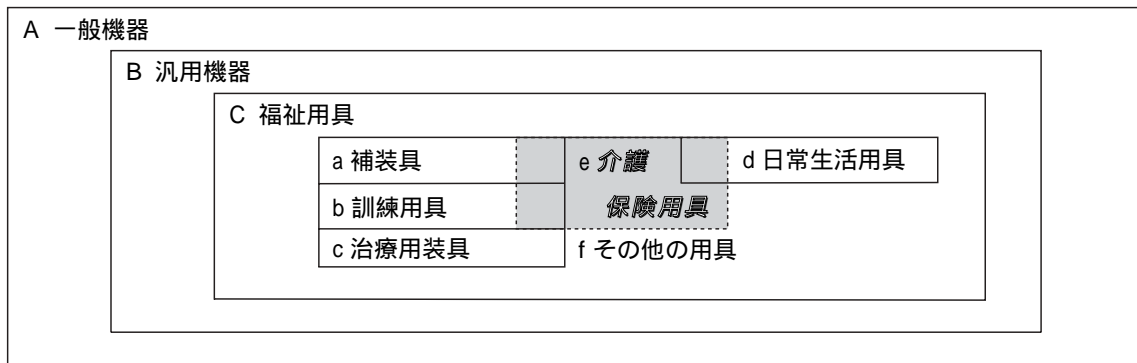 A 一般機器
B 汎用機器
C 福祉用具
a 補装具
e 介護
d 日常生活用具
b 訓練用具
保険用具
c 治療用装具
f その他の用具